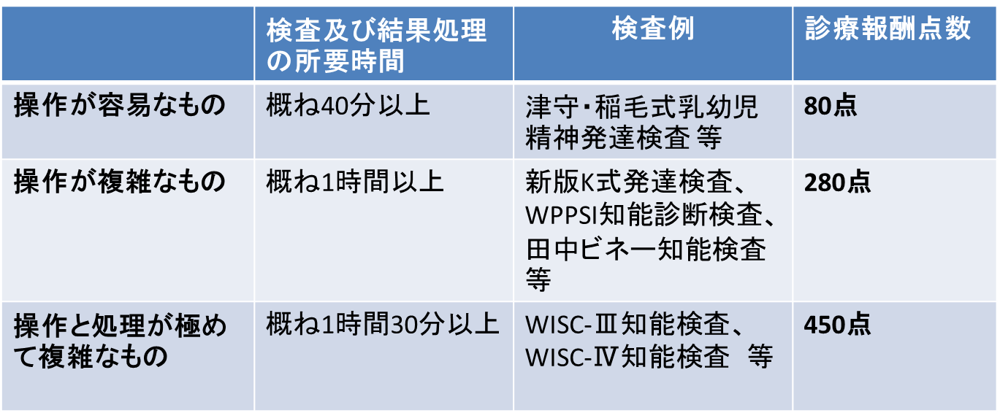 検査及び結果処理
の所要時間
検査例
診療報酬点数
操作が容易なもの
概ね40分以上
津守・稲毛式乳幼児
精神発達検査 等
80点
操作が複雑なもの
概ね1時間以上
新版K式発達検査、
WPPSI知能診断検査、
田中ビネー知能検査
等
280点
操作と処理が極め
て複雑なもの
概ね1時間30分以上
WISC-Ⅲ知能検査、
WISC-Ⅳ知能検査　等
450点